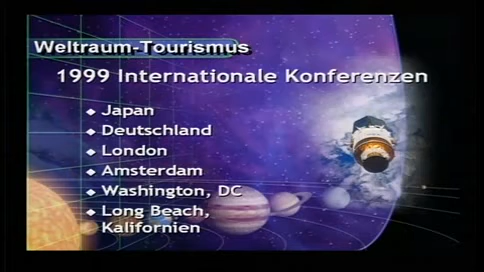 Weltraum-Tourismus
1999 Internationale Konferenzen
Japan
Deutschland
London
Amsterdam
Washington, DC
Long Beach,
Kalifornien